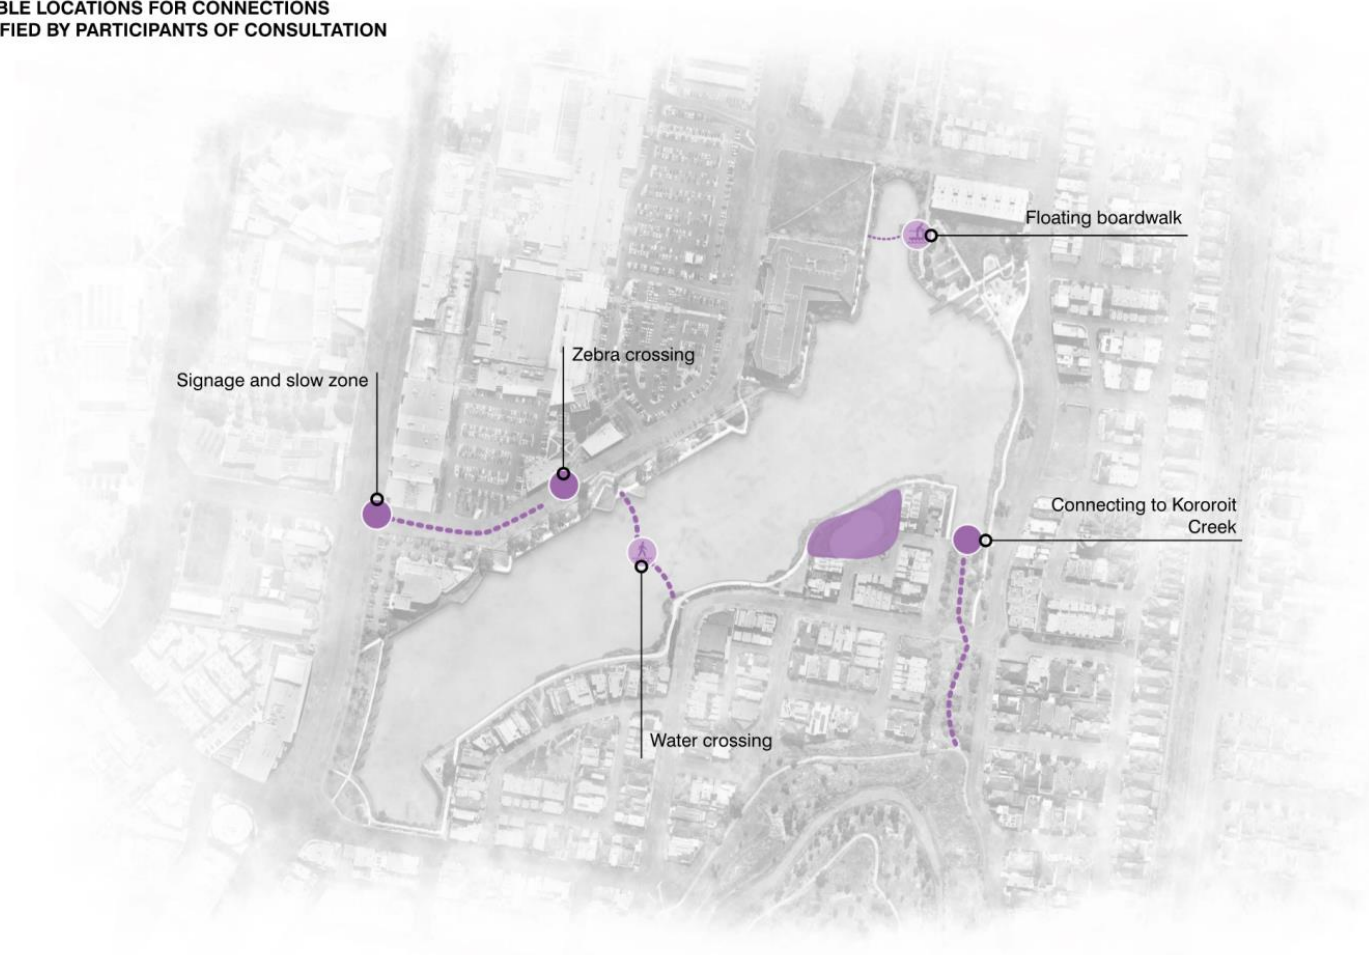 BLE LOCATIONS FOR CONNECTIONS
FIED BY PARTICIPANTS OF CONSULTATION
Floating boardwalk
Zebra crossing
Signage and slow zone
Connecting to Kororoit
Creek
Water crossing